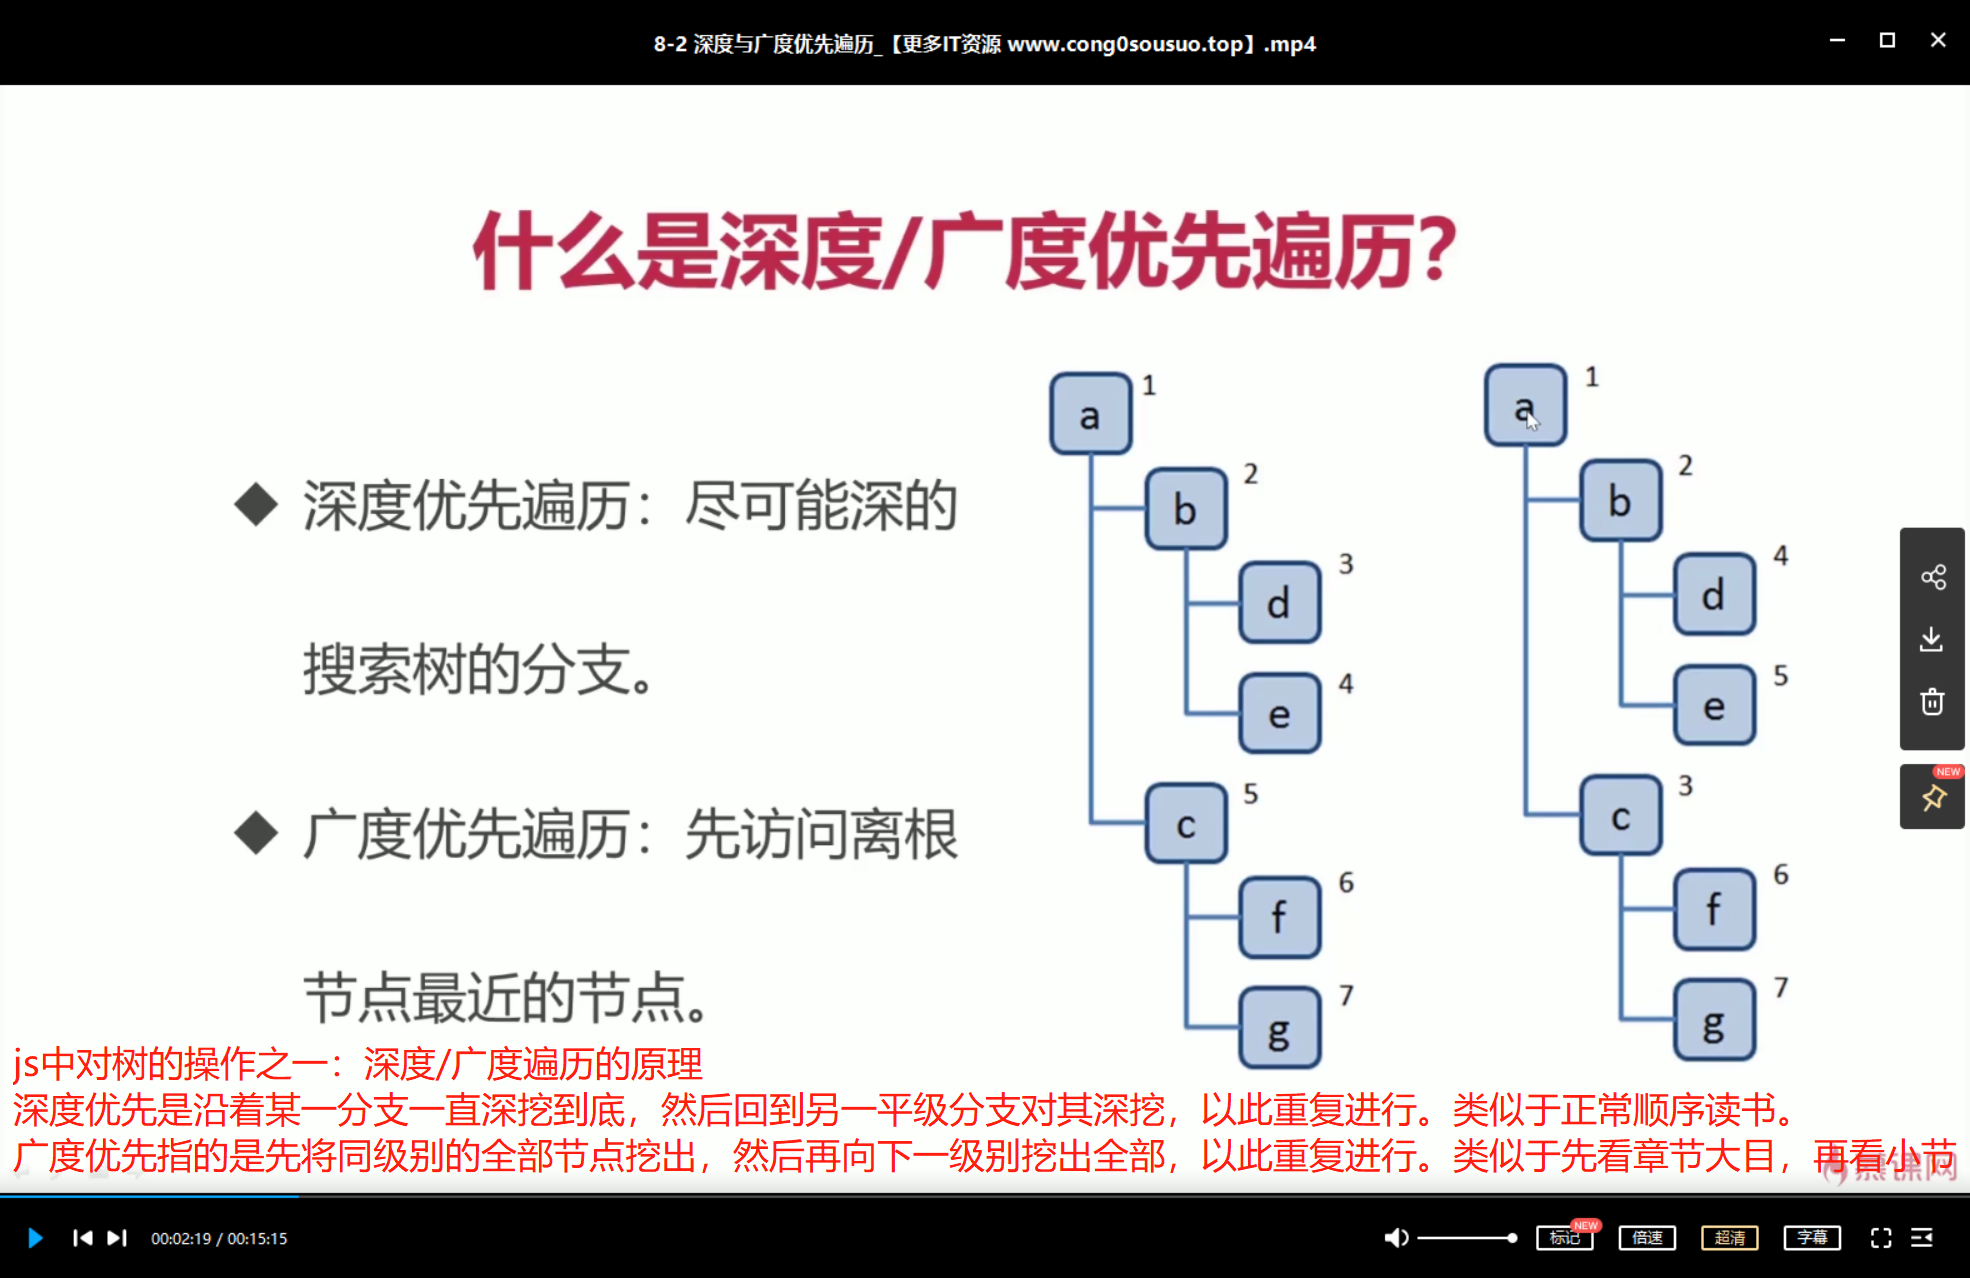 8-2 深度与广度优先遍历_【更多IT资源 www.cong0sousuo.top】.mp4
什么是深度/广度优先遍历?
◆ 深度优先遍历：尽可能深的
搜索树的分支。
◆ 广度优先遍历：先访问离根
节点最近的节点。
a 1
b 2
d 3
e 4
c 5
f 6
g 7
a 1
b 2
d 4
e 5
c 3
f 6
g 7
NEW
js中对树的操作之一：深度/广度遍历的原理
深度优先是沿着某一分支一直深挖到底，然后回到另一平级分支对其深挖，以此重复进行。类似于正常顺序读书。
广度优先指的是先将同级别的全部节点挖出，然后再向下一级别挖出全部，以此重复进行。类似于先看章节大目，再看小节
慕课网
00:02:19 / 00:15:15
标记 NEW
倍速
超清
字幕